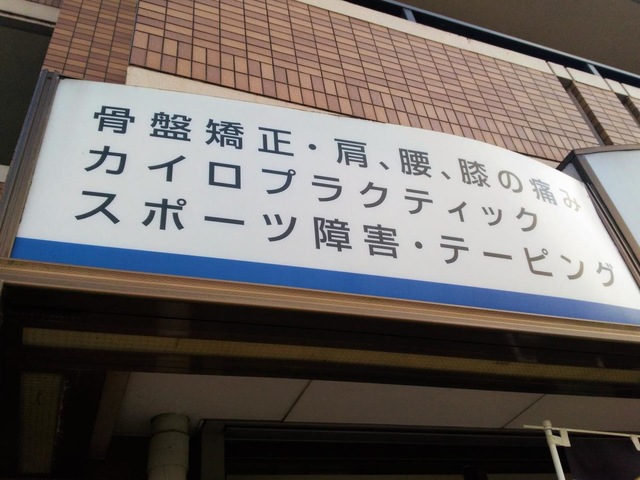 骨盤矯正・肩、腰、膝の痛み
カイロプラクティック
スポーツ障害・テーピング